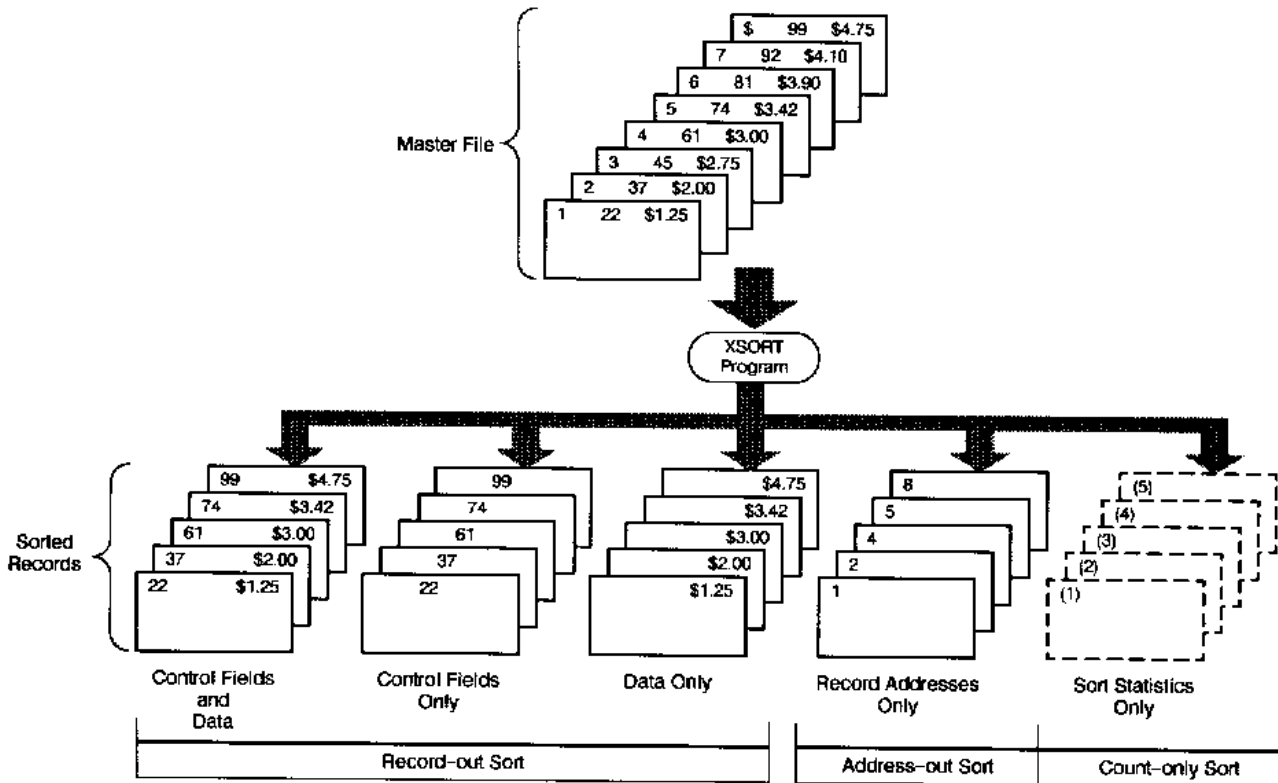 $ 99 $4.75
7 92 $4.10
6 81 $3.90
5 74 $3.42
4 61 $3.00
3 45 $2.75
2 37 $2.00
1 22 $1.25
Master File
XSORT
Program
Sorted
Records
99 $4.75
74 $3.42
61 $3.00
37 $2.00
22 $1.25
99
74
61
37
22
$4.75
$3.42
$3.00
$2.00
$1.25
8
5
4
2
1
(5)
(4)
(3)
(2)
(1)
Control Fields
and
Data
Control Fields
Only
Data Only
Record Addresses
Only
Sort Statistics
Only
Record-out Sort
Address-out Sort
Count-only Sort